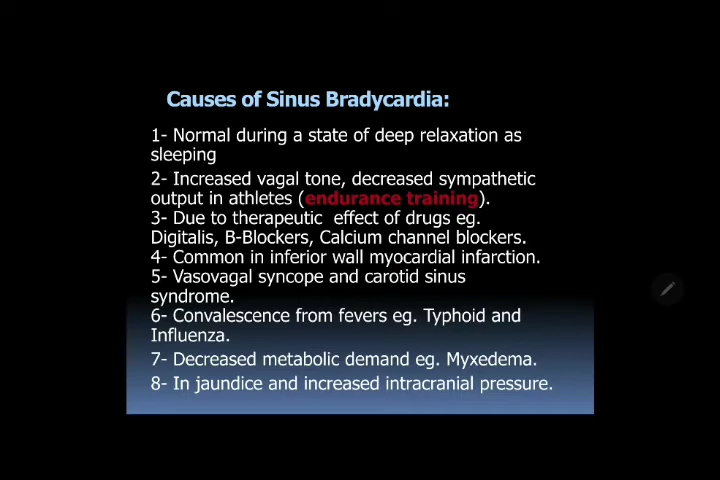 Causes of Sinus Bradycardia:
1- Normal during a state of deep relaxation as
sleeping
2- Increased vagal tone, decreased sympathetic
output in athletes (endurance training).
3- Due to therapeutic effect of drugs eg.
Digitalis, B-Blockers, Calcium channel blockers.
4- Common in inferior wall myocardial infarction.
5- Vasovagal syncope and carotid sinus
syndrome.
6- Convalescence from fevers eg. Typhoid and
Influenza.
7- Decreased metabolic demand eg. Myxedema.
8- In jaundice and increased intracranial pressure.